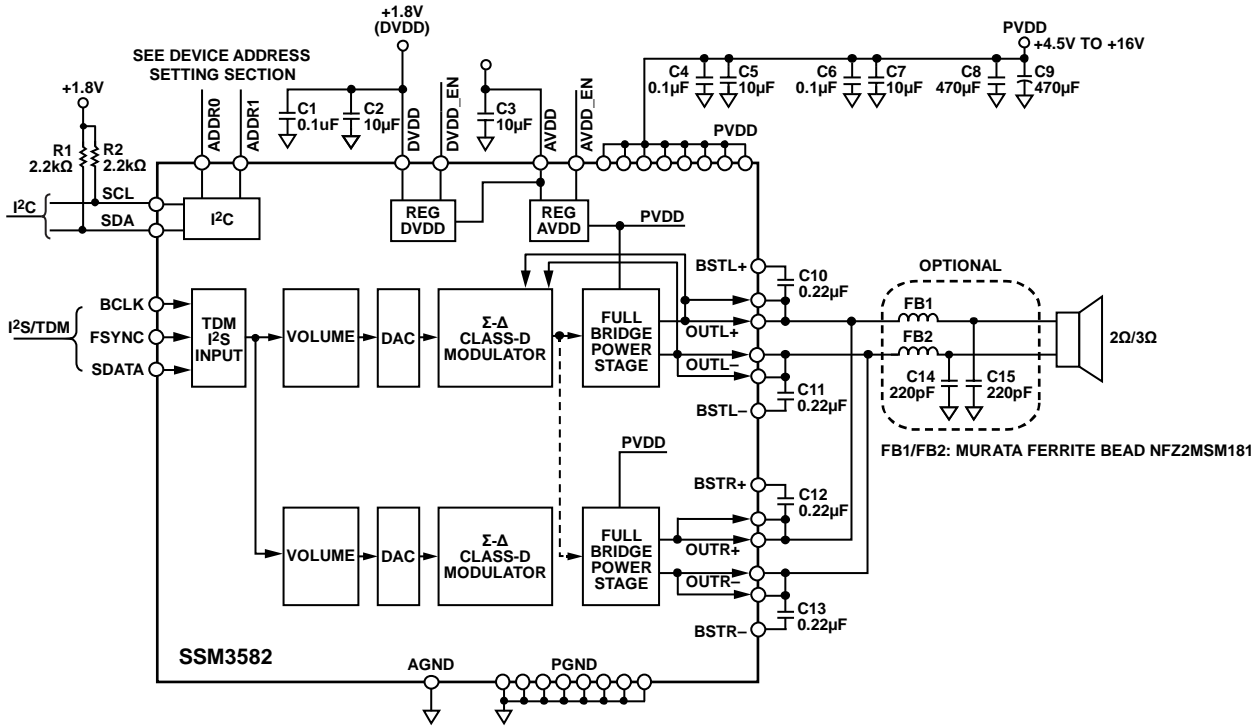 +1.8V
(DVDD)
PVDD
+4.5V TO +16V
SEE DEVICE ADDRESS
SETTING SECTION
+1.8V
R1
2.2kΩ
R2
2.2kΩ
ADDR0
ADDR1
C1
0.1uF
C2
10µF
DVDD
DVDD_EN
C3
10µF
AVDD
AVDD_EN
C4
0.1µF
C5
10µF
C6
0.1µF
C7
10µF
C8
470µF
C9
470µF
PVDD
I²C
SCL
SDA
I²C
REG
DVDD
REG
AVDD
PVDD
I²S/TDM
BCLK
FSYNC
SDATA
TDM
I²S
INPUT
VOLUME
DAC
Σ-Δ
CLASS-D
MODULATOR
FULL
BRIDGE
POWER
STAGE
BSTL+
C10
0.22µF
OUTL+
OUTL–
C11
0.22µF
BSTL–
OPTIONAL
FB1
FB2
C14
220pF
C15
220pF
2Ω/3Ω
FB1/FB2: MURATA FERRITE BEAD NFZ2MSM181
PVDD
VOLUME
DAC
Σ-Δ
CLASS-D
MODULATOR
FULL
BRIDGE
POWER
STAGE
BSTR+
C12
0.22µF
OUTR+
OUTR–
C13
0.22µF
BSTR–
SSM3582
AGND
PGND